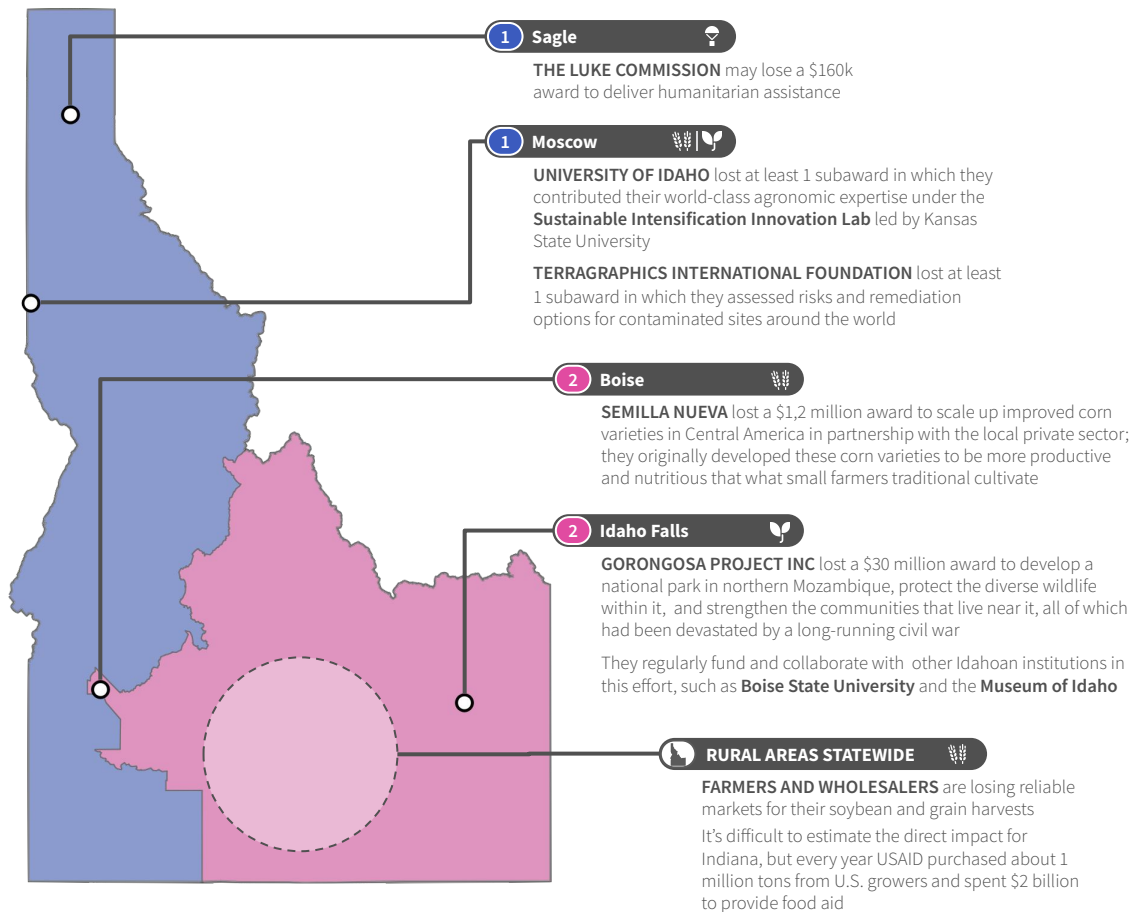 1 Sagle
THE LUKE COMMISSION may lose a $160k
award to deliver humanitarian assistance
1 Moscow
UNIVERSITY OF IDAHO lost at least 1 subaward in which they
contributed their world-class agronomic expertise under the
Sustainable Intensification Innovation Lab led by Kansas
State University
TERRAGRAPHICS INTERNATIONAL FOUNDATION lost at least
1 subaward in which they assessed risks and remediation
options for contaminated sites around the world
2 Boise
SEMILLA NUEVA lost a $1,2 million award to scale up improved corn
varieties in Central America in partnership with the local private sector;
they originally developed these corn varieties to be more productive
and nutritious that what small farmers traditional cultivate
2 Idaho Falls
GORONGOSA PROJECT INC lost a $30 million award to develop a
national park in northern Mozambique, protect the diverse wildlife
within it, and strengthen the communities that live near it, all of which
had been devastated by a long-running civil war
They regularly fund and collaborate with other Idahoan institutions in
this effort, such as Boise State University and the Museum of Idaho
RURAL AREAS STATEWIDE
FARMERS AND WHOLESALERS are losing reliable
markets for their soybean and grain harvests
It's difficult to estimate the direct impact for
Indiana, but every year USAID purchased about 1
million tons from U.S. growers and spent $2 billion
to provide food aid